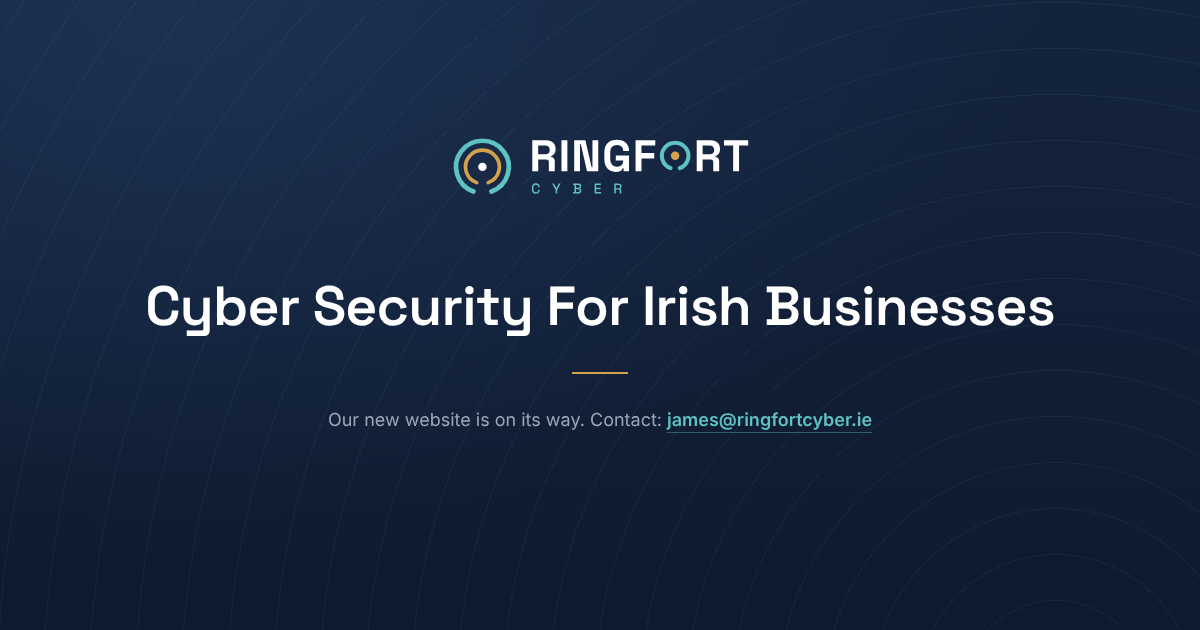 RINGFORT
CYBER
Cyber Security For Irish Businesses
Our new website is on its way. Contact: james@ringfortcyber.ie